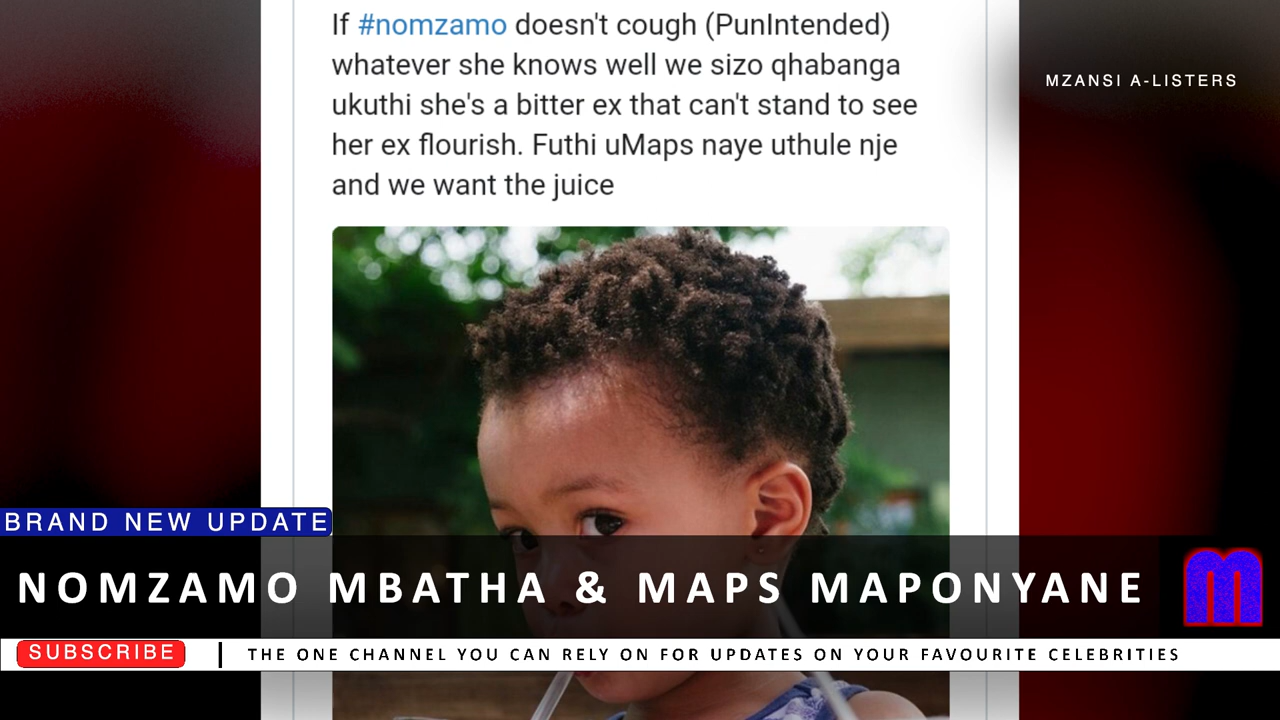 If #nomzamo doesn't cough (PunIntended)
whatever she knows well we sizo qhabanga
ukuthi she's a bitter ex that can't stand to see
her ex flourish. Futhi uMaps naye uthule nje
and we want the juice
MZANSI A-LISTERS
BRAND NEW UPDATE
NOMZAMO MBATHA & MAPS MAPONYANE
m
SUBSCRIBE
THE ONE CHANNEL YOU CAN RELY ON FOR UPDATES ON YOUR FAVOURITE CELEBRITIES